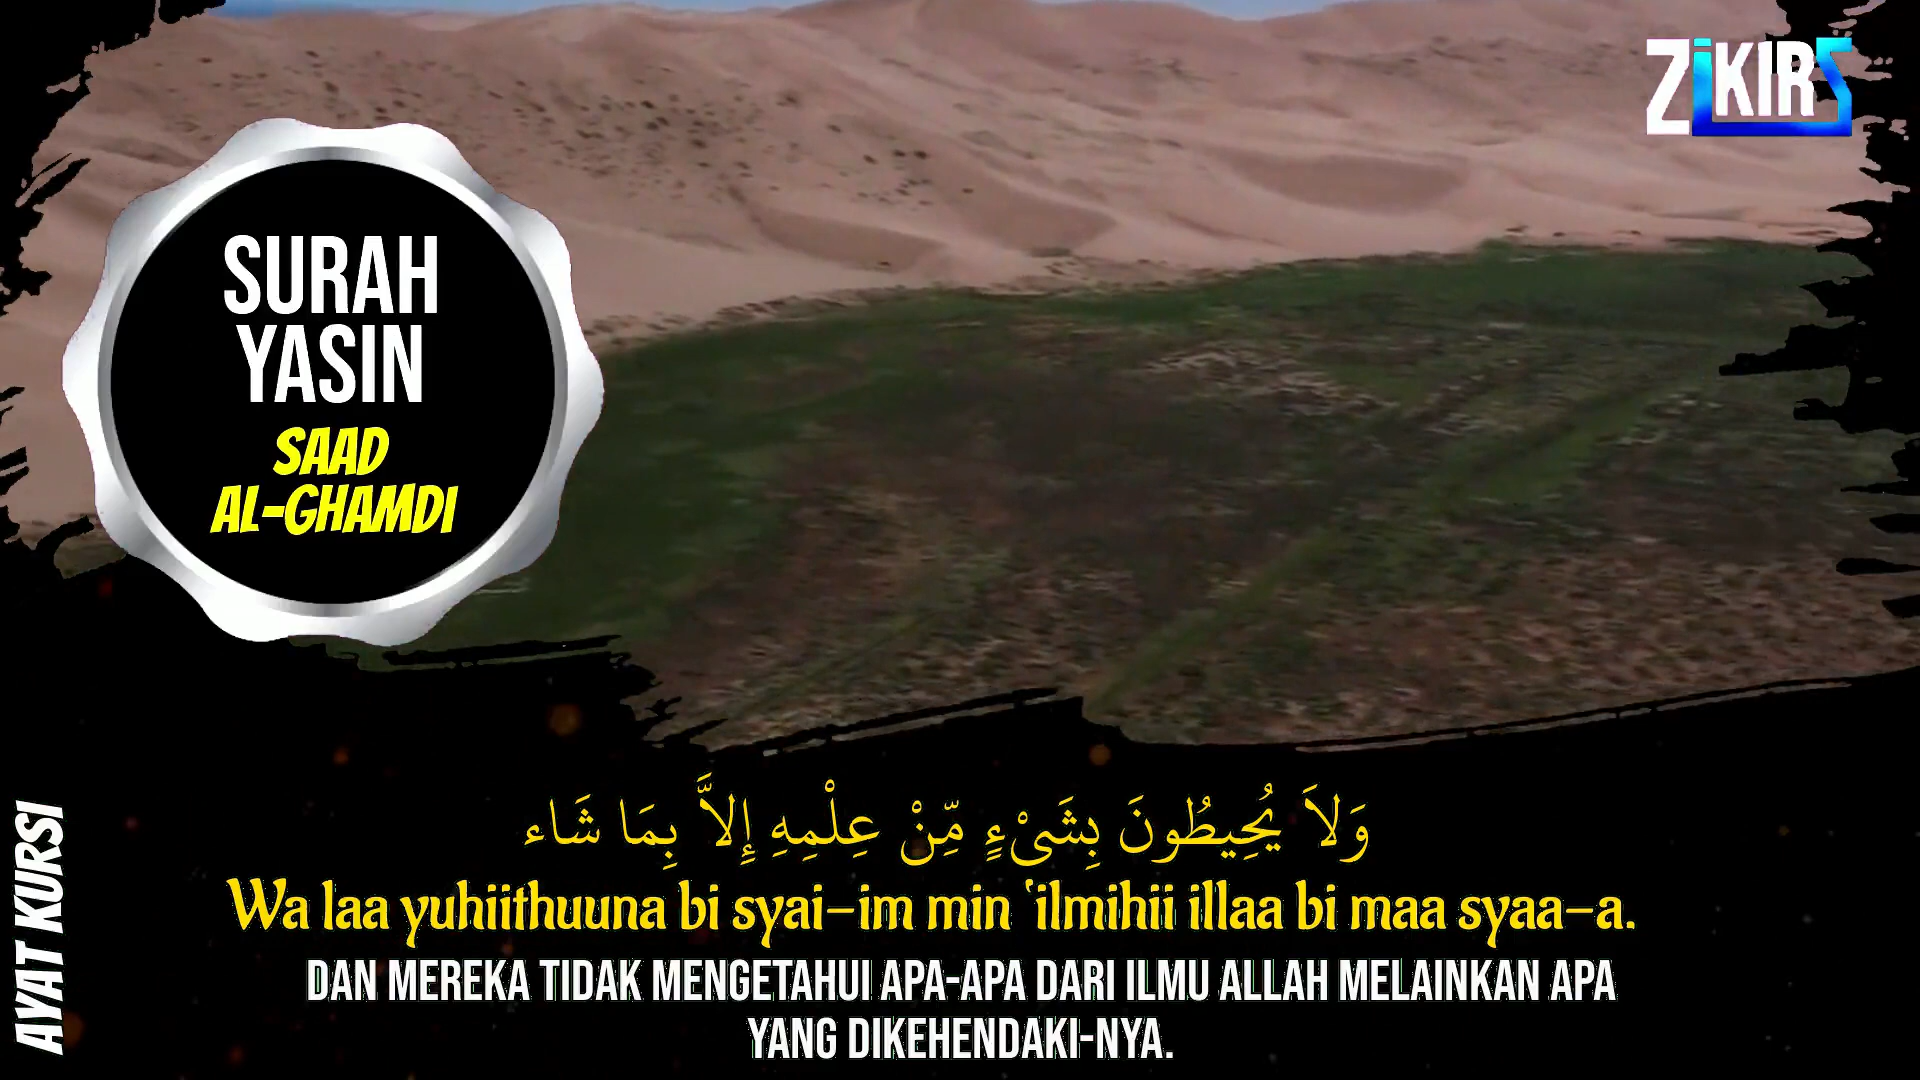 ZIKIRS
SURAH
YASIN
SAAD
AL-GHAMDI
وَلاَ يُحِيطُونَ بِشَىْءٍ مِّنْ عِلْمِهِ إِلاَّ بِمَا شَاء
Wa laa yuhiithuuna bi syai-im min 'ilmihii illaa bi maa syaa-a.
DAN MEREKA TIDAK MENGETAHUI APA-APA DARI ILMU ALLAH MELAINKAN APA
YANG DIKEHENDAKI-NYA.
AYAT KURSI